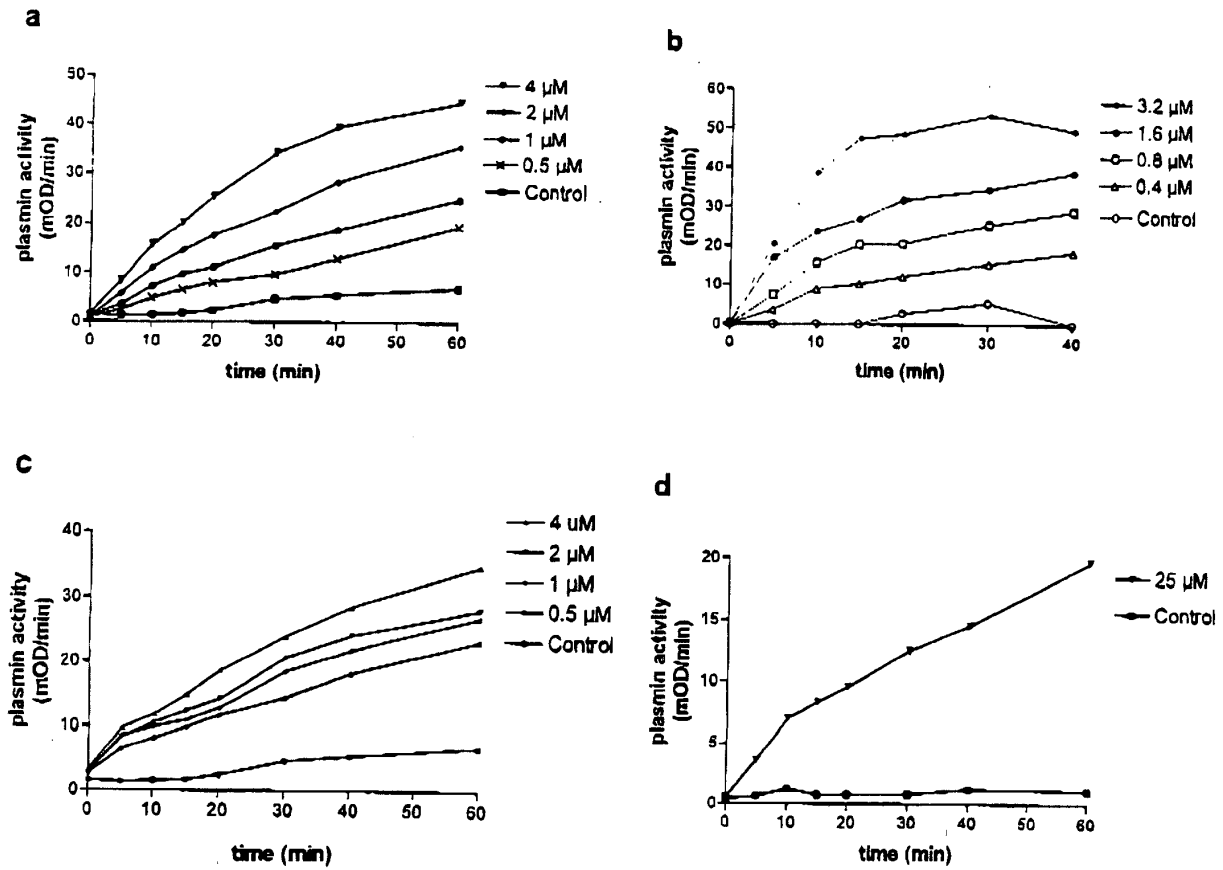 a
plasmin activity
(mOD/min)
50
40
30
20
10
0
0 10 20 30 40 50 60
time (min)
4 µM
2 µM
1 µM
0.5 µM
Control
b
plasmin activity
(mOD/min)
60
50
40
30
20
10
0
0 10 20 30 40
time (min)
3.2 µM
1.6 µM
0.8 µM
0.4 µM
Control
c
plasmin activity
(mOD/min)
40
30
20
10
0
0 10 20 30 40 50 60
time (min)
4 uM
2 µM
1 µM
0.5 µM
Control
d
plasmin activity
(mOD/min)
20
15
10
5
0
0 10 20 30 40 50 60
time (min)
25 µM
Control